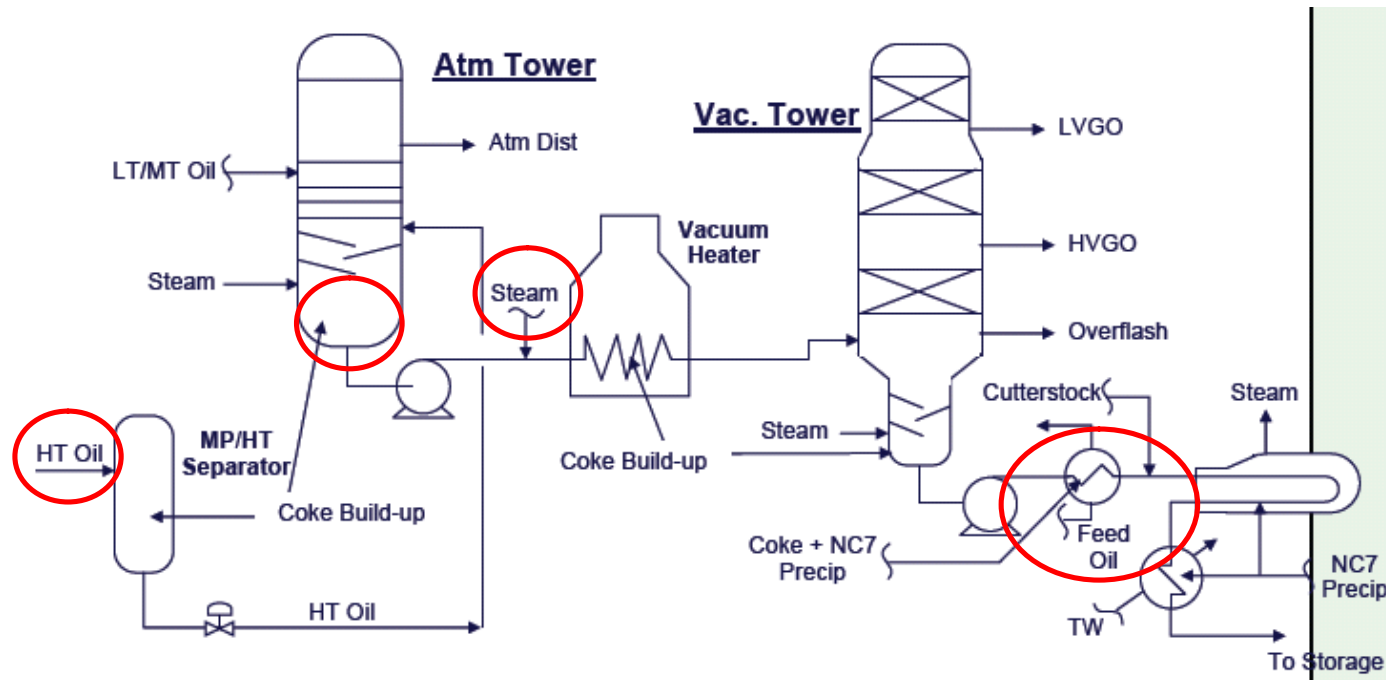 Atm Tower
Vac. Tower
LVGO
Atm Dist
LT/MT Oil
Vacuum
Heater
HVGO
Steam
Steam
Overflash
Cutterstock
Steam
HT Oil
MP/HT
Separator
Steam
Coke Build-up
Coke Build-up
Feed
Oil
Coke + NC7
Precip
NC7
Precip
HT Oil
TW
To Storage